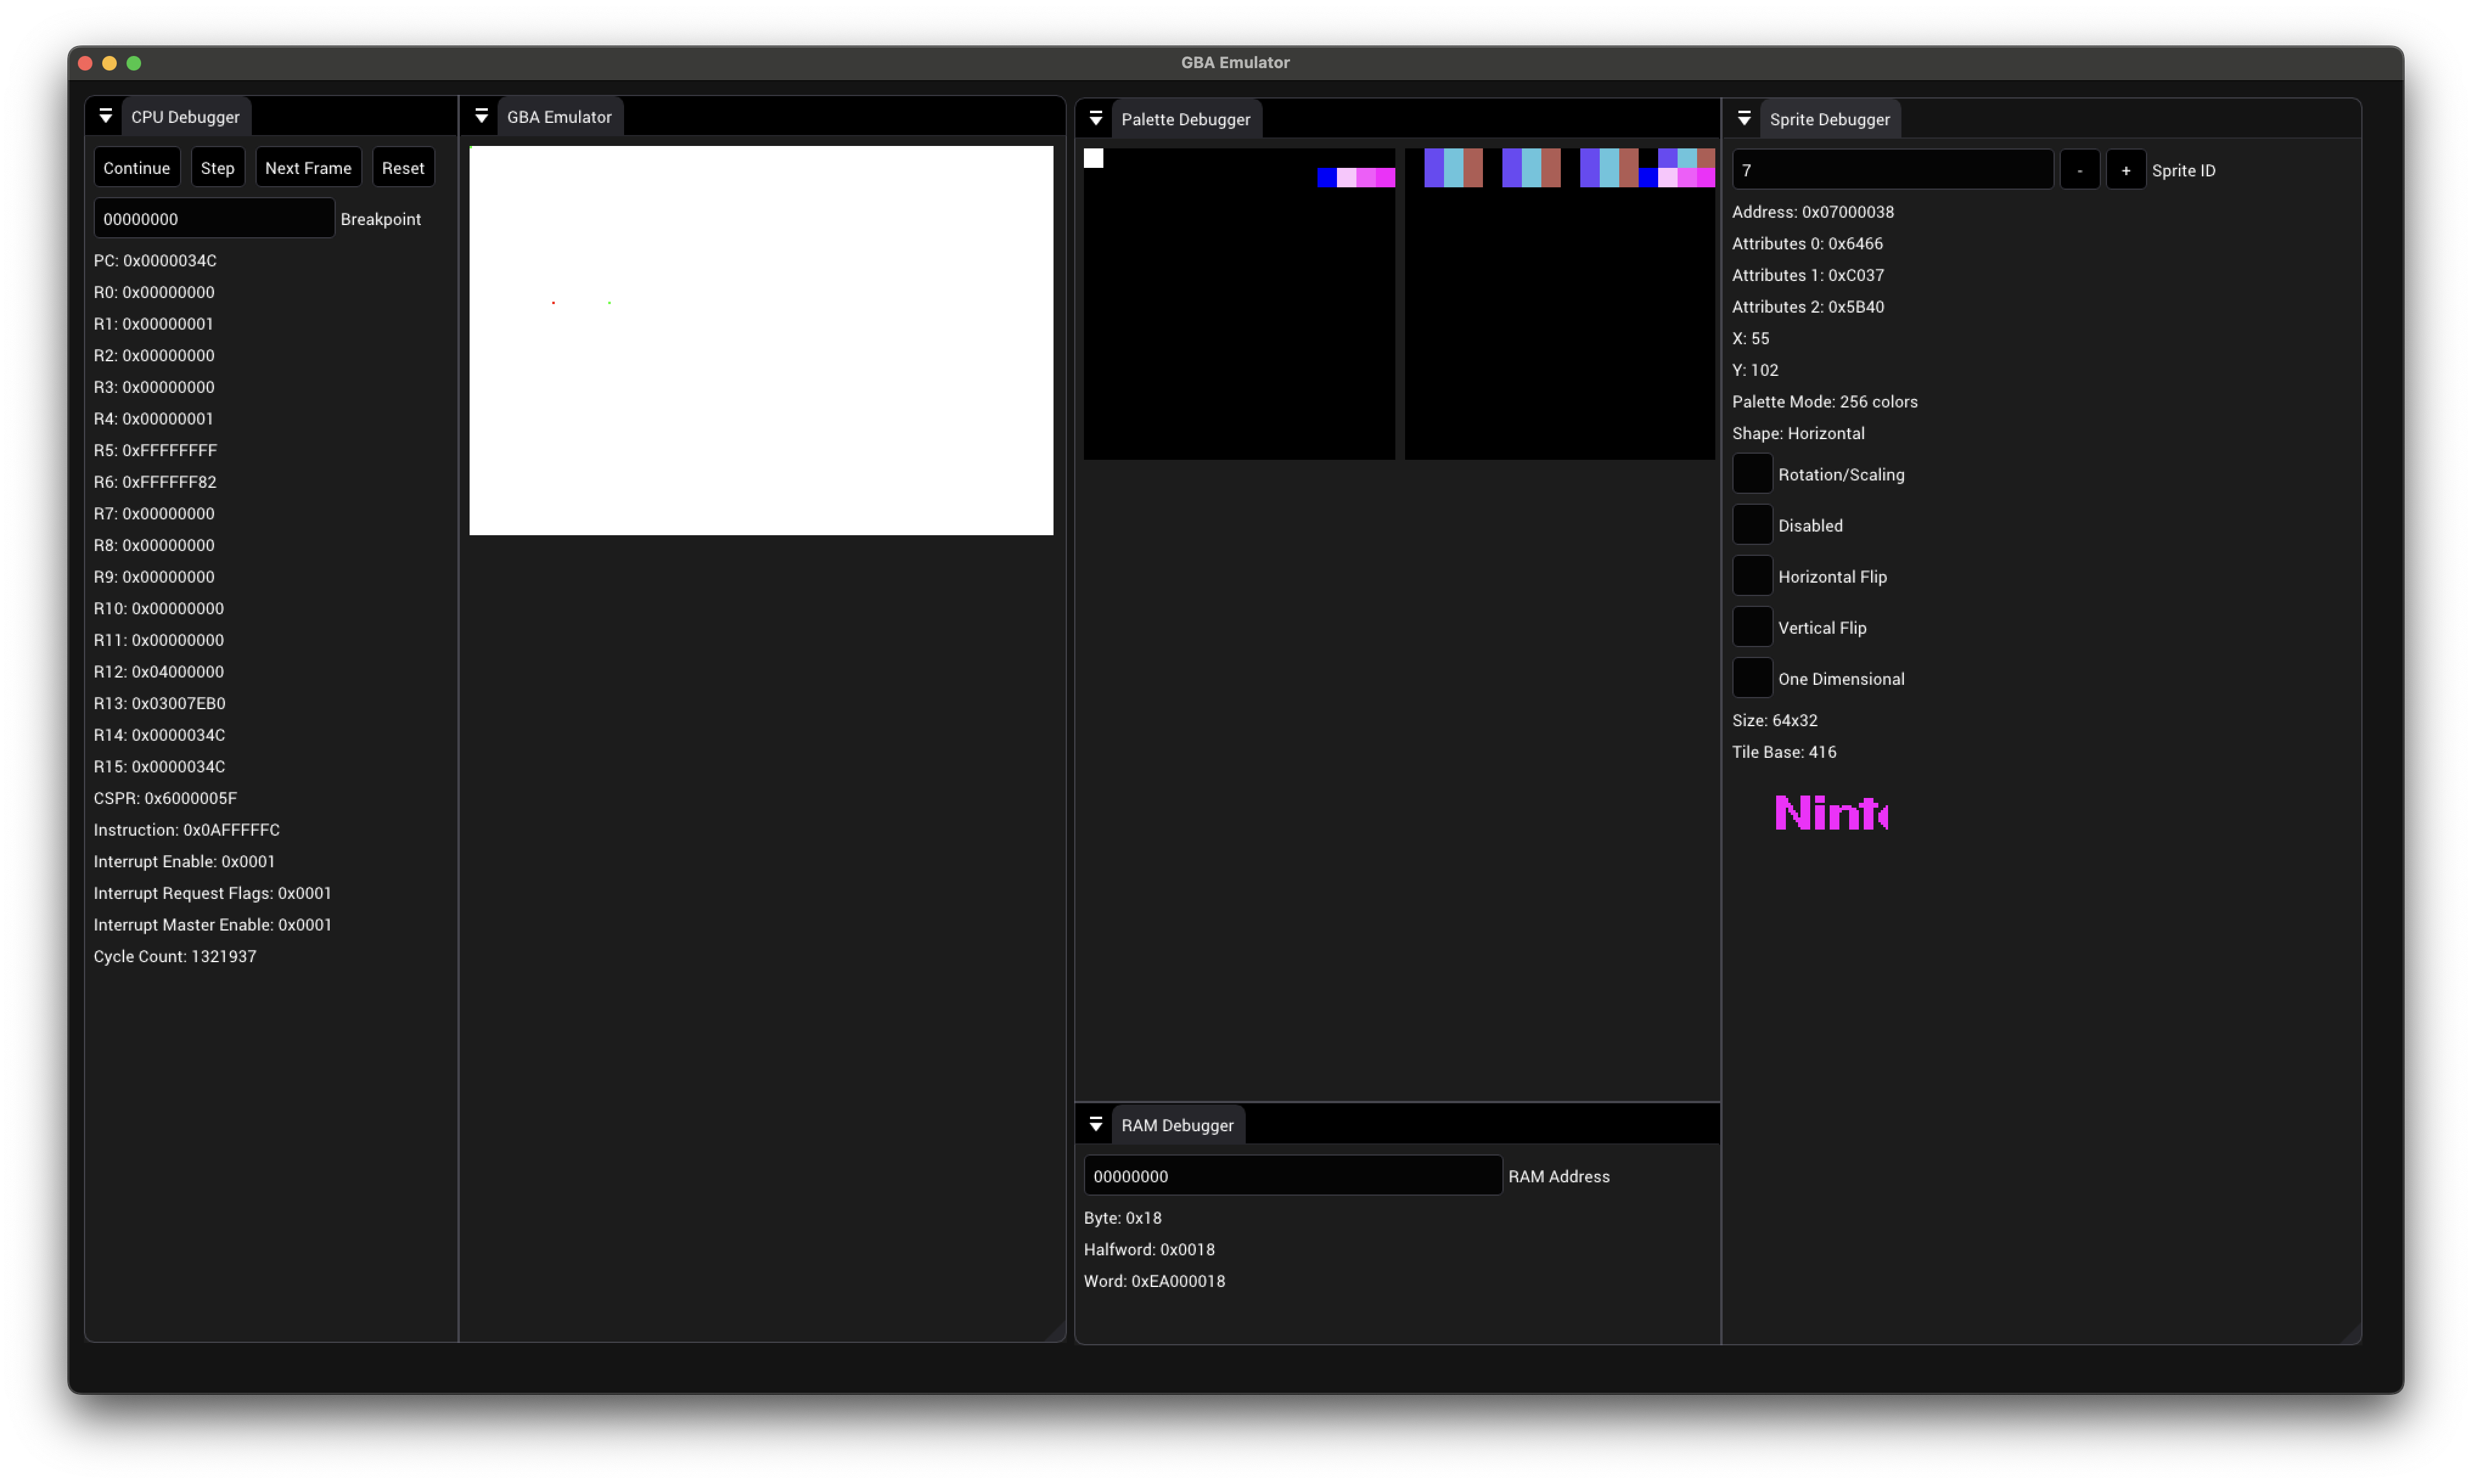 GBA Emulator
CPU Debugger
Continue Step Next Frame Reset
00000000 Breakpoint
PC: 0x0000034C
R0: 0x00000000
R1: 0x00000001
R2: 0x00000000
R3: 0x00000000
R4: 0x00000001
R5: 0xFFFFFFFF
R6: 0xFFFFFF82
R7: 0x00000000
R8: 0x00000000
R9: 0x00000000
R10: 0x00000000
R11: 0x00000000
R12: 0x04000000
R13: 0x03007EB0
R14: 0x0000034C
R15: 0x0000034C
CSPR: 0x6000005F
Instruction: 0x0AFFFFFC
Interrupt Enable: 0x0001
Interrupt Request Flags: 0x0001
Interrupt Master Enable: 0x0001
Cycle Count: 1321937
GBA Emulator
Palette Debugger
RAM Debugger
00000000 RAM Address
Byte: 0x18
Halfword: 0x0018
Word: 0xEA000018
Sprite Debugger
7 - + Sprite ID
Address: 0x07000038
Attributes 0: 0x6466
Attributes 1: 0xC037
Attributes 2: 0x5B40
X: 55
Y: 102
Palette Mode: 256 colors
Shape: Horizontal
Rotation/Scaling
Disabled
Horizontal Flip
Vertical Flip
One Dimensional
Size: 64x32
Tile Base: 416
Nint